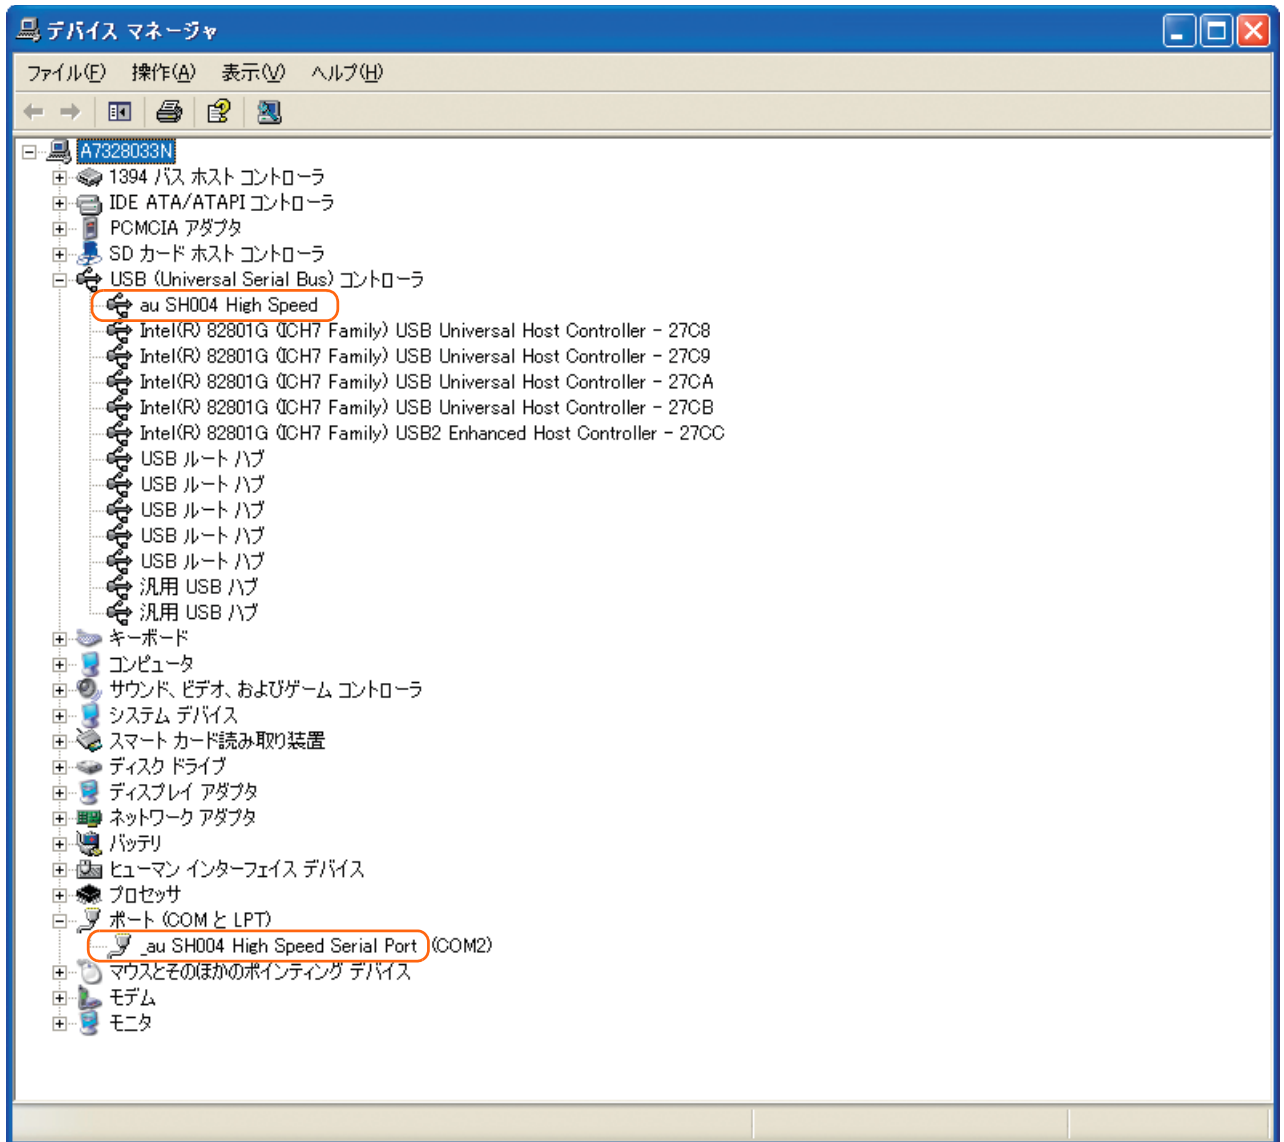 デバイス マネージャ
ファイル(F) 操作(A) 表示(V) ヘルプ(H)
A7328033N
1394 バス ホスト コントローラ
IDE ATA/ATAPI コントローラ
PCMCIA アダプタ
SD カード ホスト コントローラ
USB (Universal Serial Bus) コントローラ
au SH004 High Speed
Intel(R) 82801G (ICH7 Family) USB Universal Host Controller - 27C8
Intel(R) 82801G (ICH7 Family) USB Universal Host Controller - 27C9
Intel(R) 82801G (ICH7 Family) USB Universal Host Controller - 27CA
Intel(R) 82801G (ICH7 Family) USB Universal Host Controller - 27CB
Intel(R) 82801G (ICH7 Family) USB2 Enhanced Host Controller - 27CC
USB ルート ハブ
USB ルート ハブ
USB ルート ハブ
USB ルート ハブ
USB ルート ハブ
汎用 USB ハブ
汎用 USB ハブ
キーボード
コンピュータ
サウンド、ビデオ、およびゲーム コントローラ
システム デバイス
スマート カード読み取り装置
ディスク ドライブ
ディスプレイ アダプタ
ネットワーク アダプタ
バッテリ
ヒューマン インターフェイス デバイス
プロセッサ
ポート (COM と LPT)
_au SH004 High Speed Serial Port (COM2)
マウスとそのほかのポインティング デバイス
モデム
モニタ